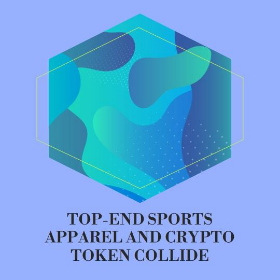 TOP-END SPORTS
APPAREL AND CRYPTO
TOKEN COLLIDE